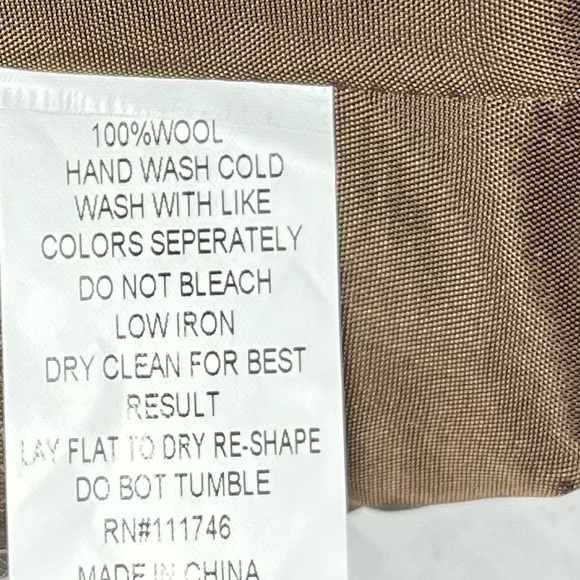 100%WOOL
HAND WASH COLD
WASH WITH LIKE
COLORS SEPERATELY
DO NOT BLEACH
LOW IRON
DRY CLEAN FOR BEST
RESULT
LAY FLAT TO DRY RE-SHAPE
DO BOT TUMBLE
RN#111746
MADE IN CHINA